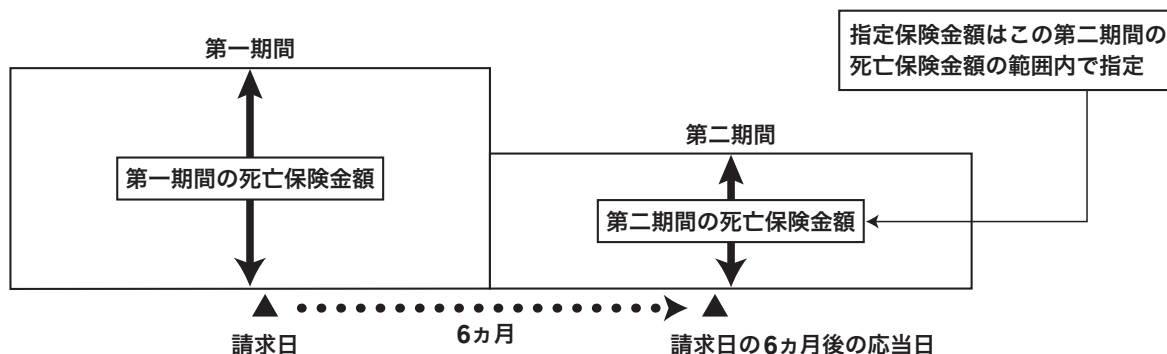 第一期間
指定保険金額はこの第二期間の
死亡保険金額の範囲内で指定
第二期間
第一期間の死亡保険金額
第二期間の死亡保険金額
6ヵ月
請求日
請求日の6ヵ月後の応当日